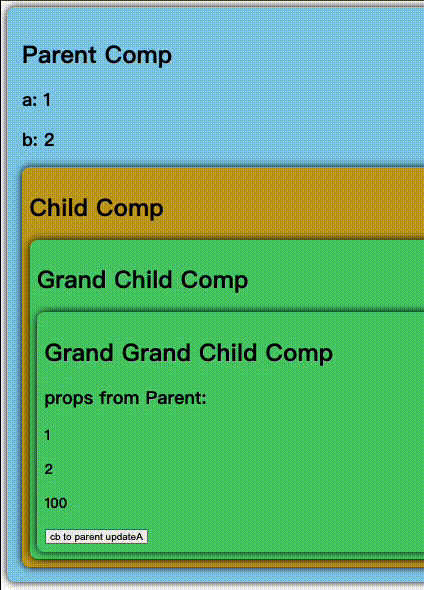 Parent Comp
a: 1
b: 2
Child Comp
Grand Child Comp
Grand Grand Child Comp
props from Parent:
1
2
100
cb to parent updateA